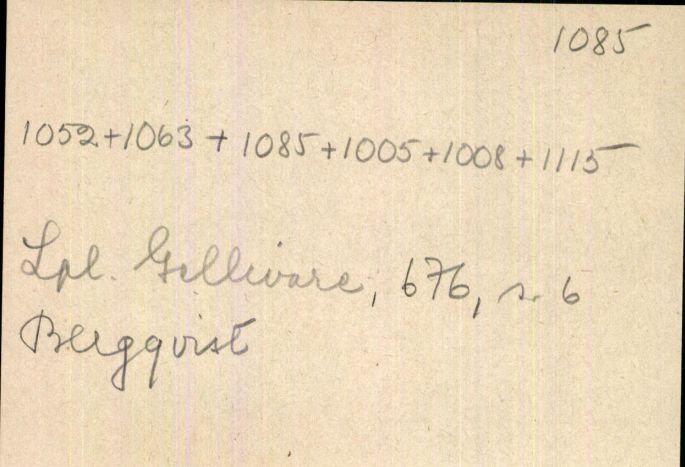 1085
1052+1063 + 1085+1005+1008+1115
Lpl. Gellivare, 676, s. 6
Bergqvist